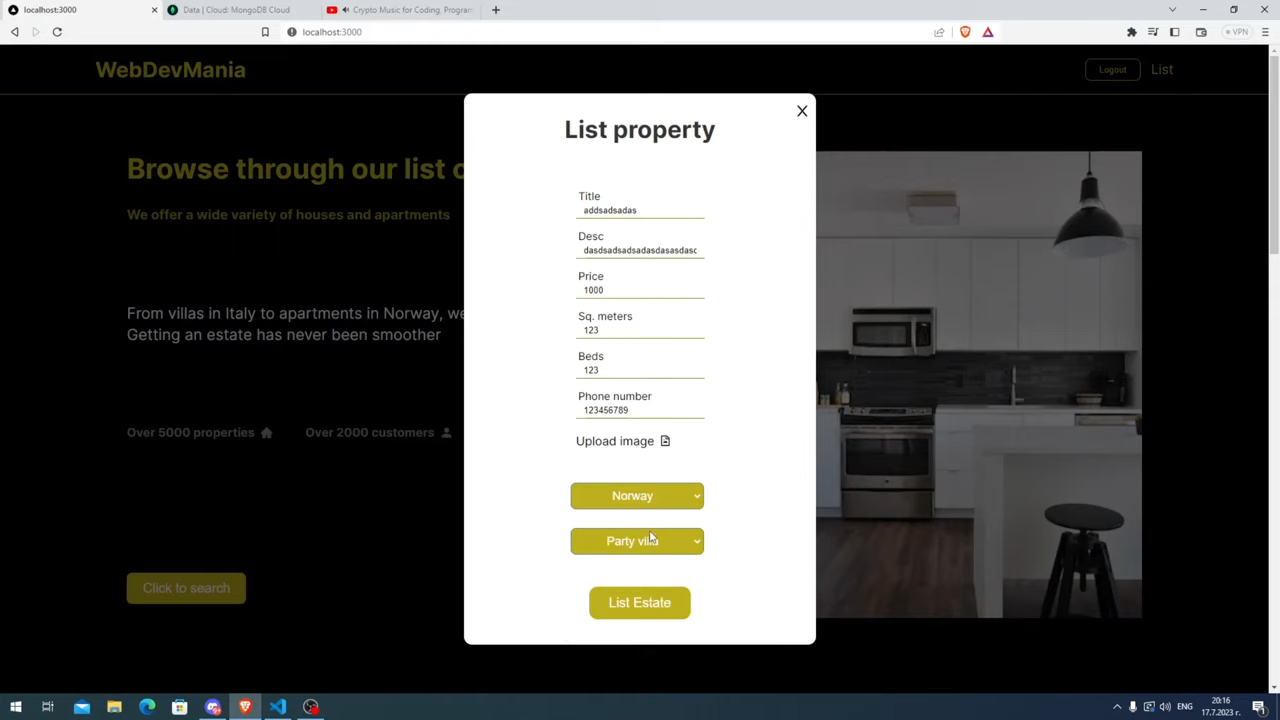 localhost:3000
Data | Cloud: MongoDB Cloud
Crypto Music for Coding, Program
localhost:3000
VPN
WebDevMania
Logout
List
Browse through our list o
We offer a wide variety of houses and apartments
From villas in Italy to apartments in Norway, we
Getting an estate has never been smoother
Over 5000 properties
Over 2000 customers
Click to search
X
List property
Title
addsadsadas
Desc
dasdsadsadsadasdasasdasc
Price
1000
Sq. meters
123
Beds
123
Phone number
123456789
Upload image
Norway
Party villa
List Estate
ENG
20:16
17.7.2023 г.
1